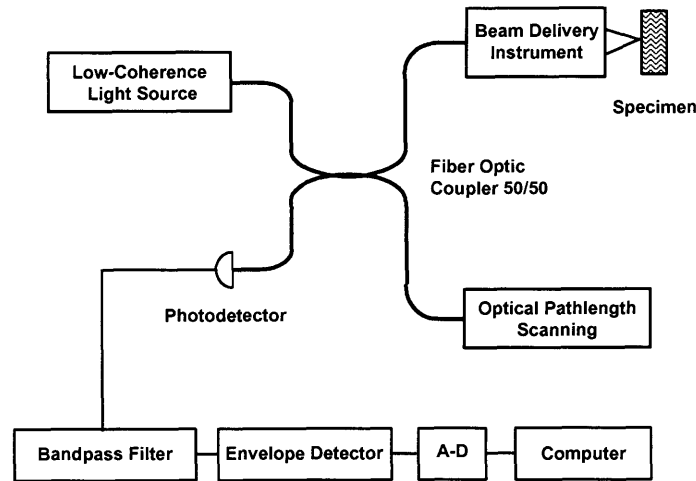 Beam Delivery
Instrument
Low-Coherence
Light Source
Specimen
Fiber Optic
Coupler 50/50
Photodetector
Optical Pathlength
Scanning
Bandpass Filter
Envelope Detector
A-D
Computer